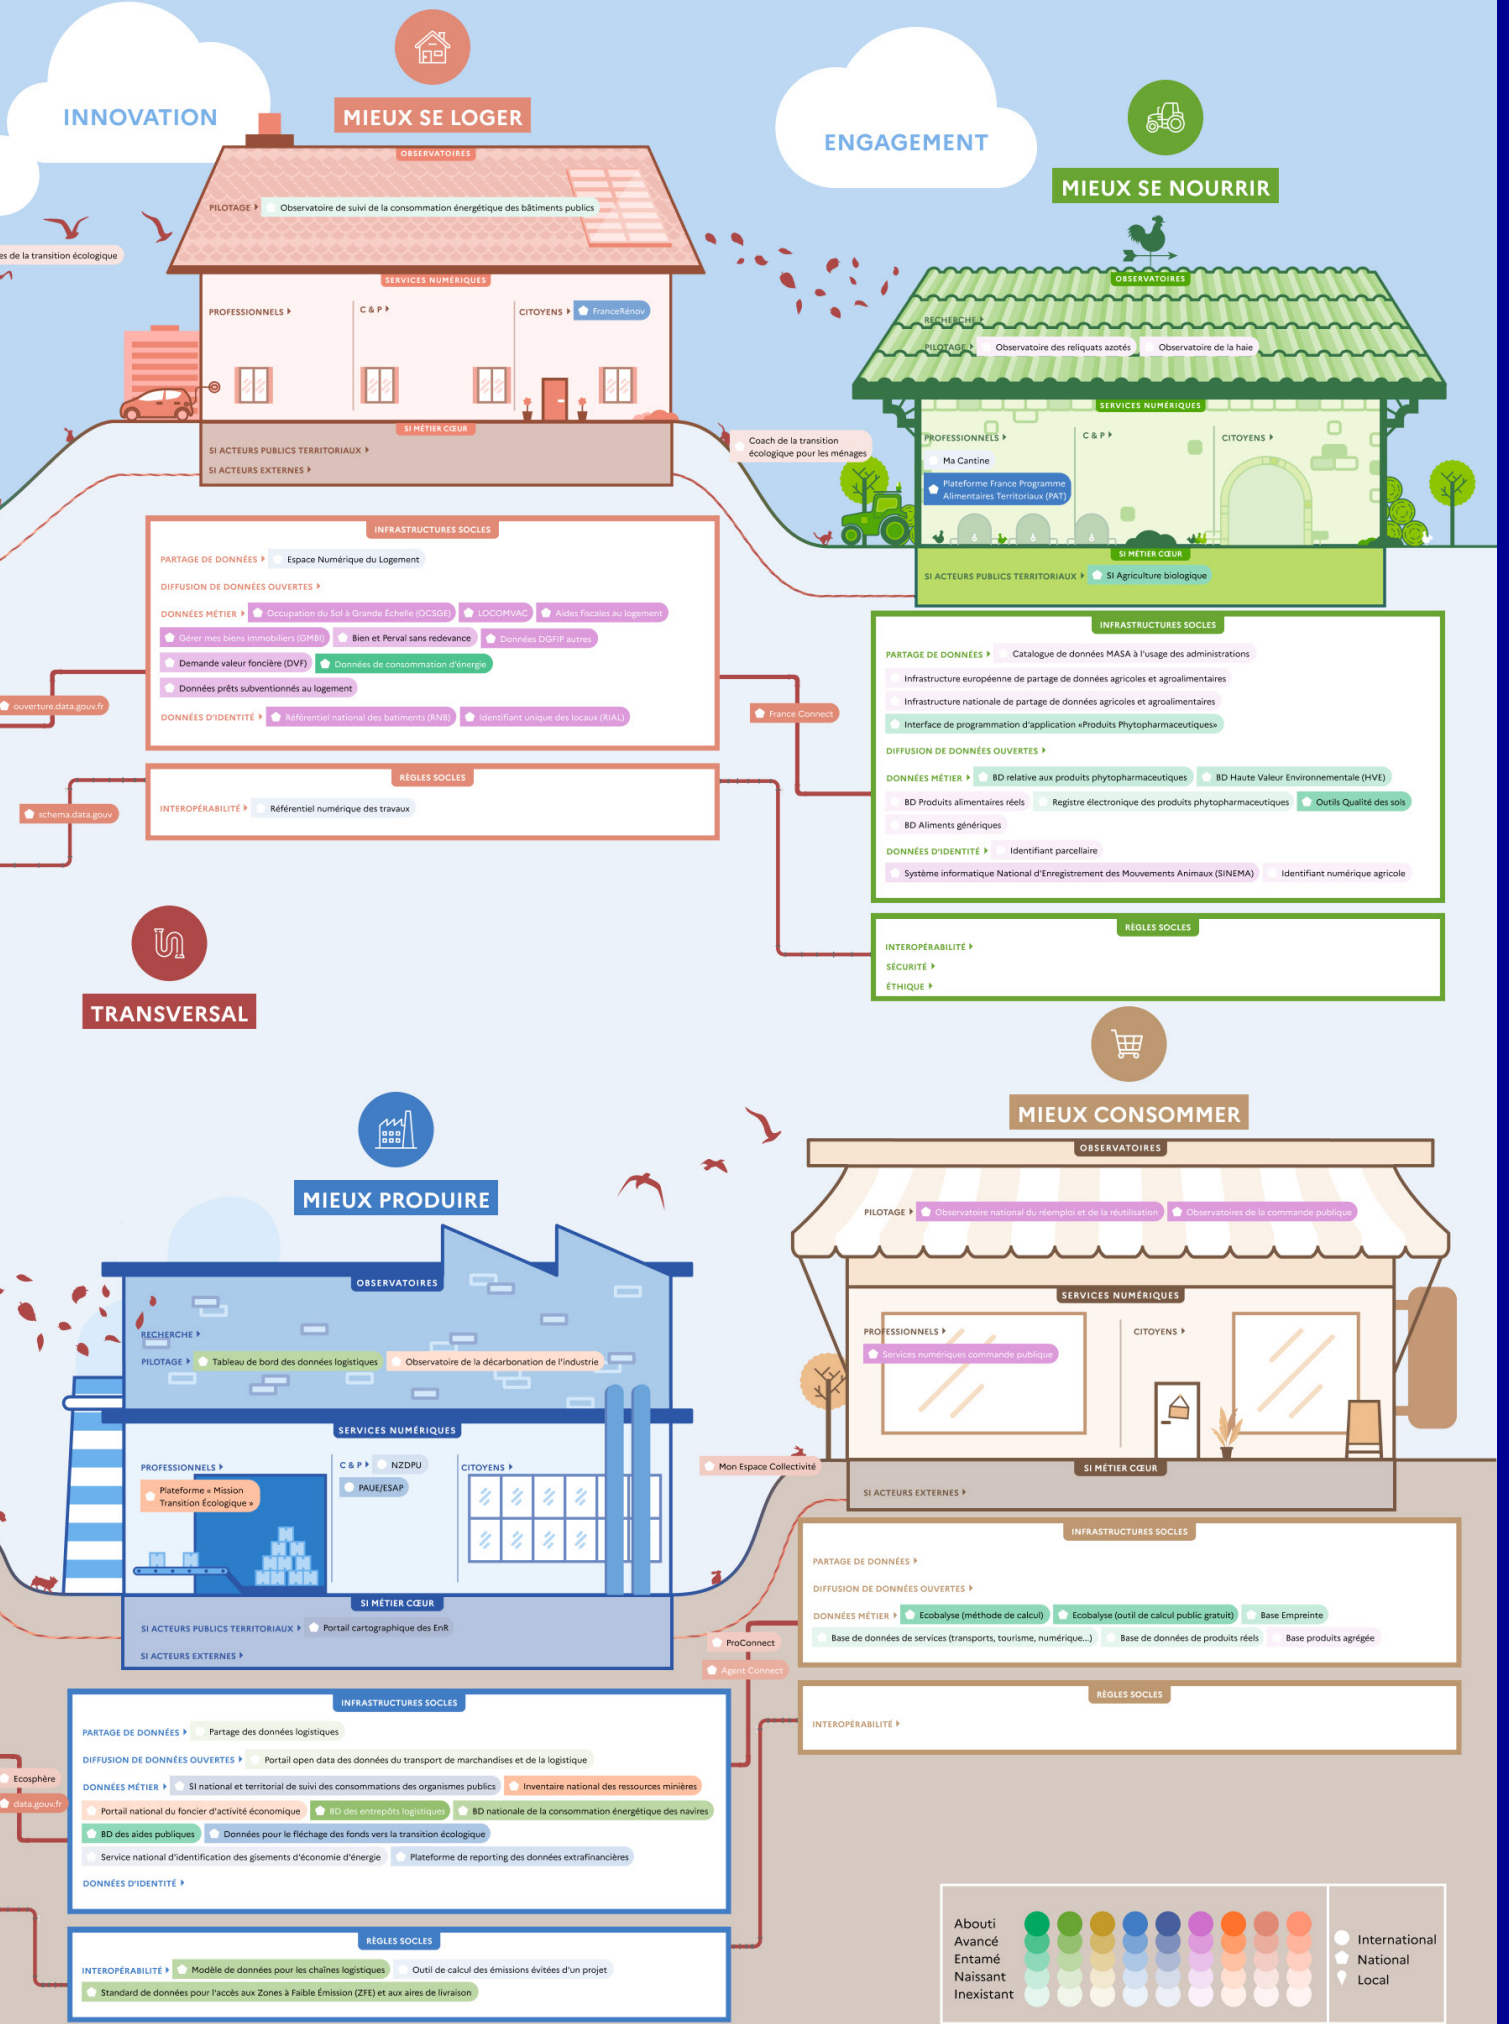 INNOVATION
MIEUX SE LOGER
OBSERVATOIRES
PILOTAGE
Observatoire de suivi de la consommation énergétique des bâtiments publics
es de la transition écologique
SERVICES NUMÉRIQUES
PROFESSIONNELS
C & P
CITOYENS
FranceRénov
SI MÉTIER CŒUR
SI ACTEURS PUBLICS TERRITORIAUX
SI ACTEURS EXTERNES
INFRASTRUCTURES SOCLES
PARTAGE DE DONNÉES
Espace Numérique du Logement
DIFFUSION DE DONNÉES OUVERTES
DONNÉES MÉTIER
Occupation du Sol à Grande Échelle (OCSGE)
LOCOMVAC
Aides fiscales au logement
Gérer mes biens immobiliers (GMBI)
Bien et Perval sans redevance
Données DGFIP autres
Demande valeur foncière (DVF)
Données de consommation d'énergie
Données prêts subventionnés au logement
DONNÉES D'IDENTITÉ
Référentiel national des batiments (RNB)
Identifiant unique des locaux (RIAL)
RÈGLES SOCLES
INTEROPÉRABILITÉ
Référentiel numérique des travaux
ouverture.data.gouv.fr
schema.data.gouv
ENGAGEMENT
MIEUX SE NOURRIR
OBSERVATOIRES
RECHERCHE
PILOTAGE
Observatoire des reliquats azotés
Observatoire de la haie
SERVICES NUMÉRIQUES
PROFESSIONNELS
Ma Cantine
Plateforme France Programme
Alimentaires Territoriaux (PAT)
C & P
CITOYENS
Coach de la transition
écologique pour les ménages
SI MÉTIER CŒUR
SI ACTEURS PUBLICS TERRITORIAUX
SI Agriculture biologique
France Connect
INFRASTRUCTURES SOCLES
PARTAGE DE DONNÉES
Catalogue de données MASA à l'usage des administrations
Infrastructure européenne de partage de données agricoles et agroalimentaires
Infrastructure nationale de partage de données agricoles et agroalimentaires
Interface de programmation d'application «Produits Phytopharmaceutiques»
DIFFUSION DE DONNÉES OUVERTES
DONNÉES MÉTIER
BD relative aux produits phytopharmaceutiques
BD Haute Valeur Environnementale (HVE)
BD Produits alimentaires réels
Registre électronique des produits phytopharmaceutiques
Outils Qualité des sols
BD Aliments génériques
DONNÉES D'IDENTITÉ
Identifiant parcellaire
Système informatique National d'Enregistrement des Mouvements Animaux (SINEMA)
Identifiant numérique agricole
RÈGLES SOCLES
INTEROPÉRABILITÉ
SÉCURITÉ
ÉTHIQUE
TRANSVERSAL
MIEUX PRODUIRE
OBSERVATOIRES
RECHERCHE
PILOTAGE
Tableau de bord des données logistiques
Observatoire de la décarbonation de l'industrie
SERVICES NUMÉRIQUES
PROFESSIONNELS
Plateforme « Mission
Transition Écologique »
C & P
NZDPU
PAUE/ESAP
CITOYENS
SI MÉTIER CŒUR
SI ACTEURS PUBLICS TERRITORIAUX
Portail cartographique des EnR
SI ACTEURS EXTERNES
INFRASTRUCTURES SOCLES
PARTAGE DE DONNÉES
Partage des données logistiques
DIFFUSION DE DONNÉES OUVERTES
Portail open data des données du transport de marchandises et de la logistique
DONNÉES MÉTIER
SI national et territorial de suivi des consommations des organismes publics
Inventaire national des ressources minières
Portail national du foncier d'activité économique
BD des entrepôts logistiques
BD nationale de la consommation énergétique des navires
BD des aides publiques
Données pour le fléchage des fonds vers la transition écologique
Service national d'identification des gisements d'économie d'énergie
Plateforme de reporting des données extrafinancières
DONNÉES D'IDENTITÉ
Ecosphère
data.gouv.fr
RÈGLES SOCLES
INTEROPÉRABILITÉ
Modèle de données pour les chaînes logistiques
Outil de calcul des émissions évitées d'un projet
Standard de données pour l'accès aux Zones à Faible Émission (ZFE) et aux aires de livraison
MIEUX CONSOMMER
OBSERVATOIRES
PILOTAGE
Observatoire national du réemploi et de la réutilisation
Observatoires de la commande publique
SERVICES NUMÉRIQUES
PROFESSIONNELS
Services numériques commande publique
CITOYENS
Mon Espace Collectivité
SI MÉTIER CŒUR
SI ACTEURS EXTERNES
ProConnect
Agent Connect
INFRASTRUCTURES SOCLES
PARTAGE DE DONNÉES
DIFFUSION DE DONNÉES OUVERTES
DONNÉES MÉTIER
Ecobalyse (méthode de calcul)
Ecobalyse (outil de calcul public gratuit)
Base Empreinte
Base de données de services (transports, tourisme, numérique...)
Base de données de produits réels
Base produits agrégée
RÈGLES SOCLES
INTEROPÉRABILITÉ
Abouti
Avancé
Entamé
Naissant
Inexistant
International
National
Local